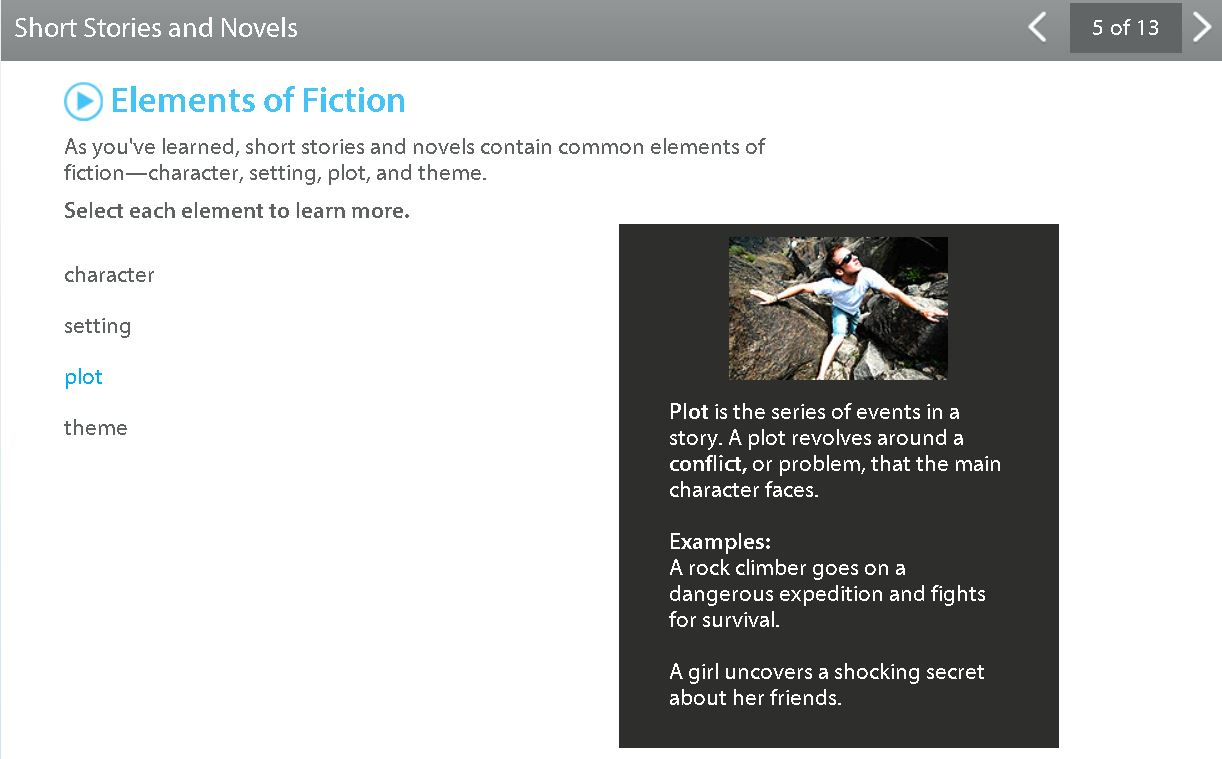 Short Stories and Novels
5 of 13
Elements of Fiction
As you've learned, short stories and novels contain common elements of
fiction—character, setting, plot, and theme.
Select each element to learn more.
character
setting
plot
theme
Plot is the series of events in a
story. A plot revolves around a
conflict, or problem, that the main
character faces.
Examples:
A rock climber goes on a
dangerous expedition and fights
for survival.
A girl uncovers a shocking secret
about her friends.